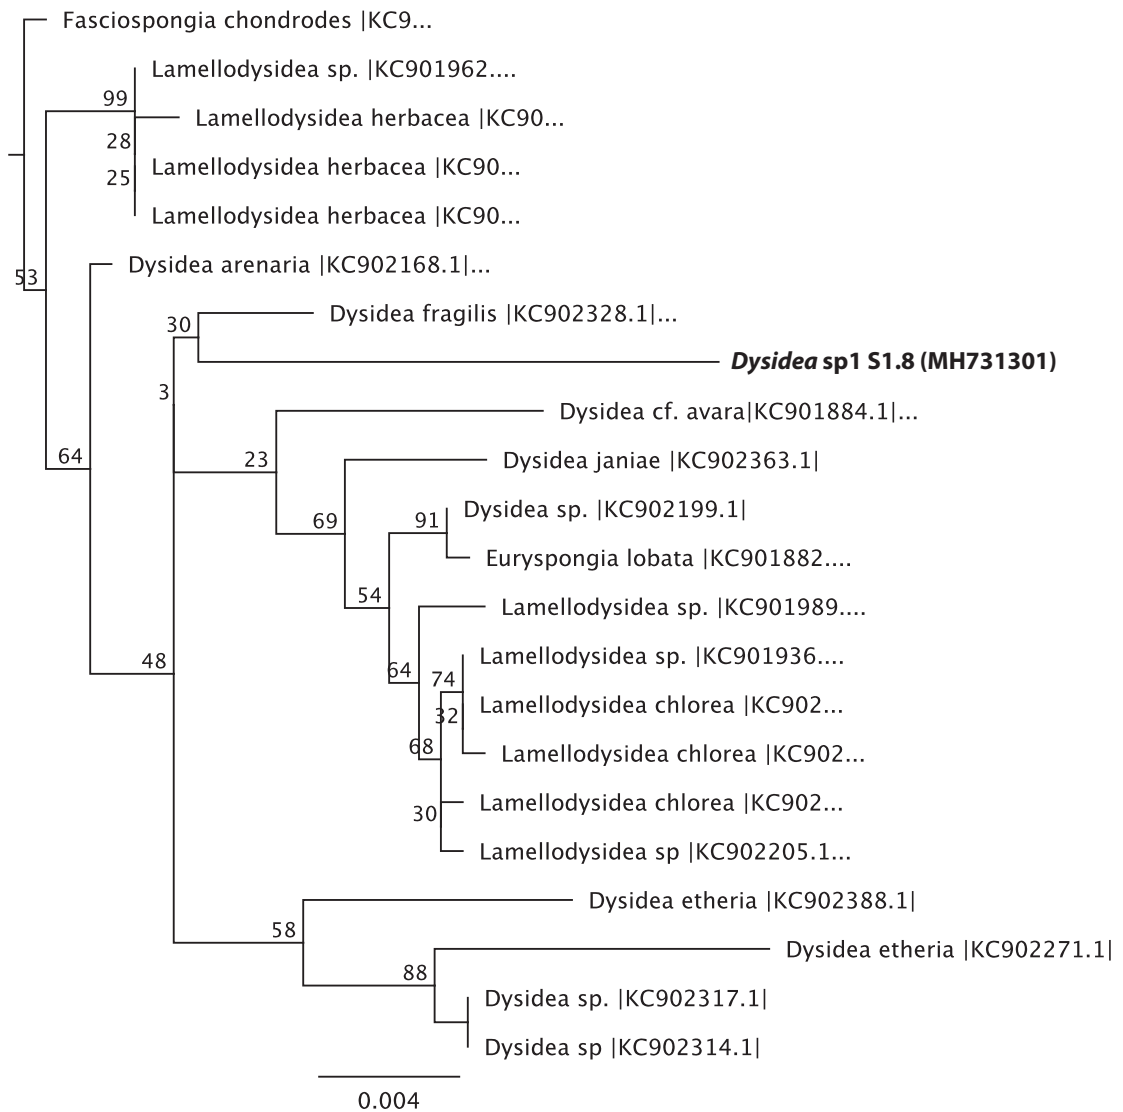 Fasciospongia chondrodes |KC9...
Lamellodysidea sp. |KC901962....
99
Lamellodysidea herbacea |KC90...
28
Lamellodysidea herbacea |KC90...
25
Lamellodysidea herbacea |KC90...
Dysidea arenaria |KC902168.1|...
53
Dysidea fragilis |KC902328.1|...
30
Dysidea sp1 S1.8 (MH731301)
3
Dysidea cf. avara|KC901884.1|...
64
23
Dysidea janiae |KC902363.1|
Dysidea sp. |KC902199.1|
69
91
Euryspongia lobata |KC901882....
54
Lamellodysidea sp. |KC901989....
48
Lamellodysidea sp. |KC901936....
64
74
Lamellodysidea chlorea |KC902...
32
68
Lamellodysidea chlorea |KC902...
Lamellodysidea chlorea |KC902...
30
Lamellodysidea sp |KC902205.1...
Dysidea etheria |KC902388.1|
58
Dysidea etheria |KC902271.1|
88
Dysidea sp. |KC902317.1|
Dysidea sp |KC902314.1|
0.004